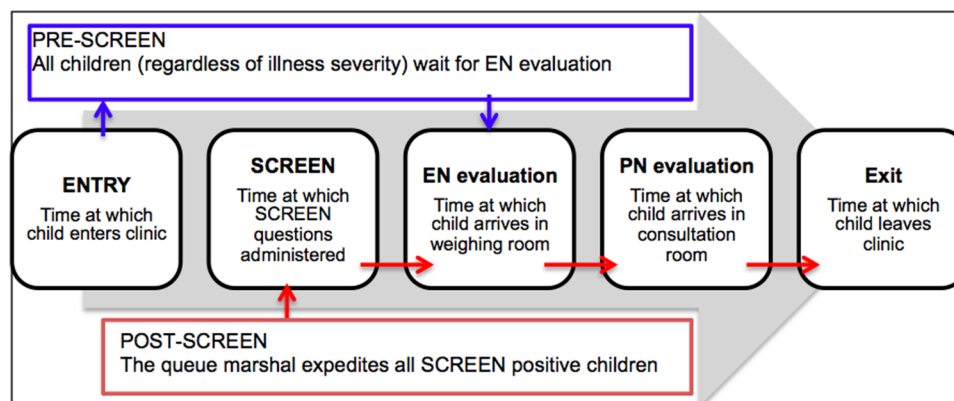 PRE-SCREEN
All children (regardless of illness severity) wait for EN evaluation
ENTRY
Time at which
child enters clinic
SCREEN
Time at which
SCREEN
questions
administered
EN evaluation
Time at which
child arrives in
weighing room
PN evaluation
Time at which
child arrives in
consultation
room
Exit
Time at which
child leaves
clinic
POST-SCREEN
The queue marshal expedites all SCREEN positive children